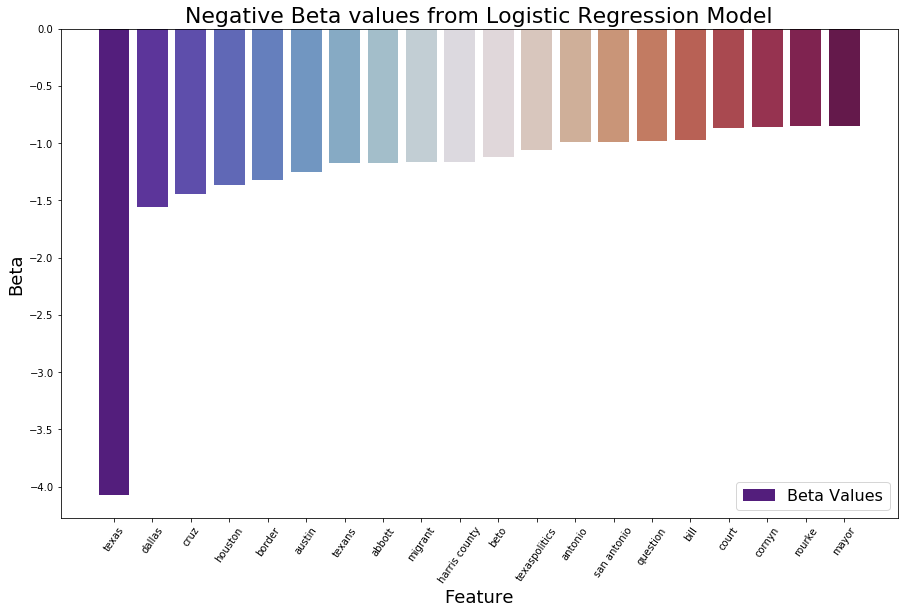 Negative Beta values from Logistic Regression Model
0.0
−0.5
−1.0
−1.5
−2.0
−2.5
−3.0
−3.5
−4.0
Beta
Beta Values
texas
dallas
cruz
houston
border
austin
texans
abbott
migrant
harris county
beto
texaspolitics
antonio
san antonio
question
bill
court
cornyn
rourke
mayor
Feature